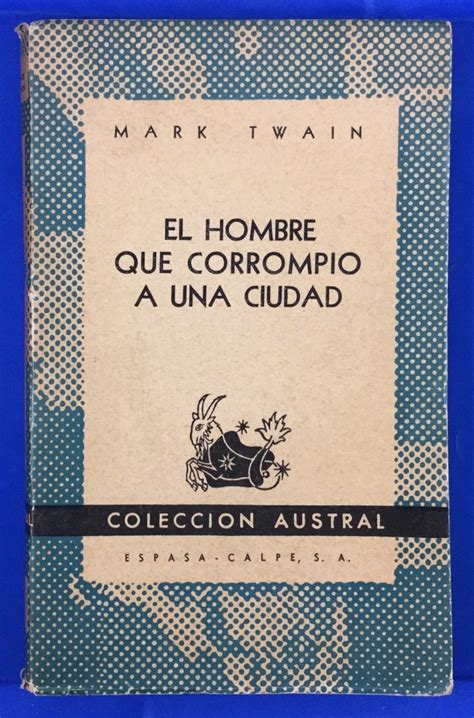 MARK TWAIN
EL HOMBRE
QUE CORROMPIO
A UNA CIUDAD
COLECCION AUSTRAL
ESPASA-CALPE, S. A.